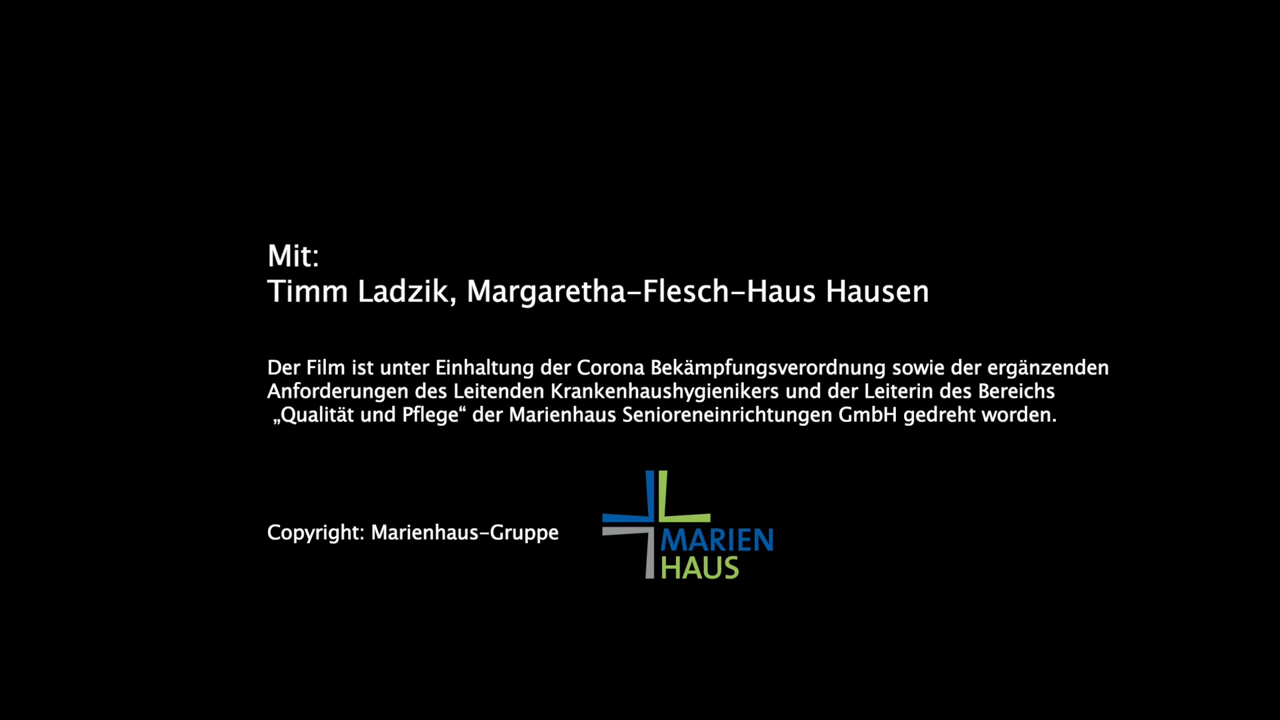 Mit:
Timm Ladzik, Margaretha-Flesch-Haus Hausen
Der Film ist unter Einhaltung der Corona Bekämpfungsverordnung sowie der ergänzenden
Anforderungen des Leitenden Krankenhaushygienikers und der Leiterin des Bereichs
„Qualität und Pflege“ der Marienhaus Senioreneinrichtungen GmbH gedreht worden.
Copyright: Marienhaus-Gruppe
MARIEN
HAUS